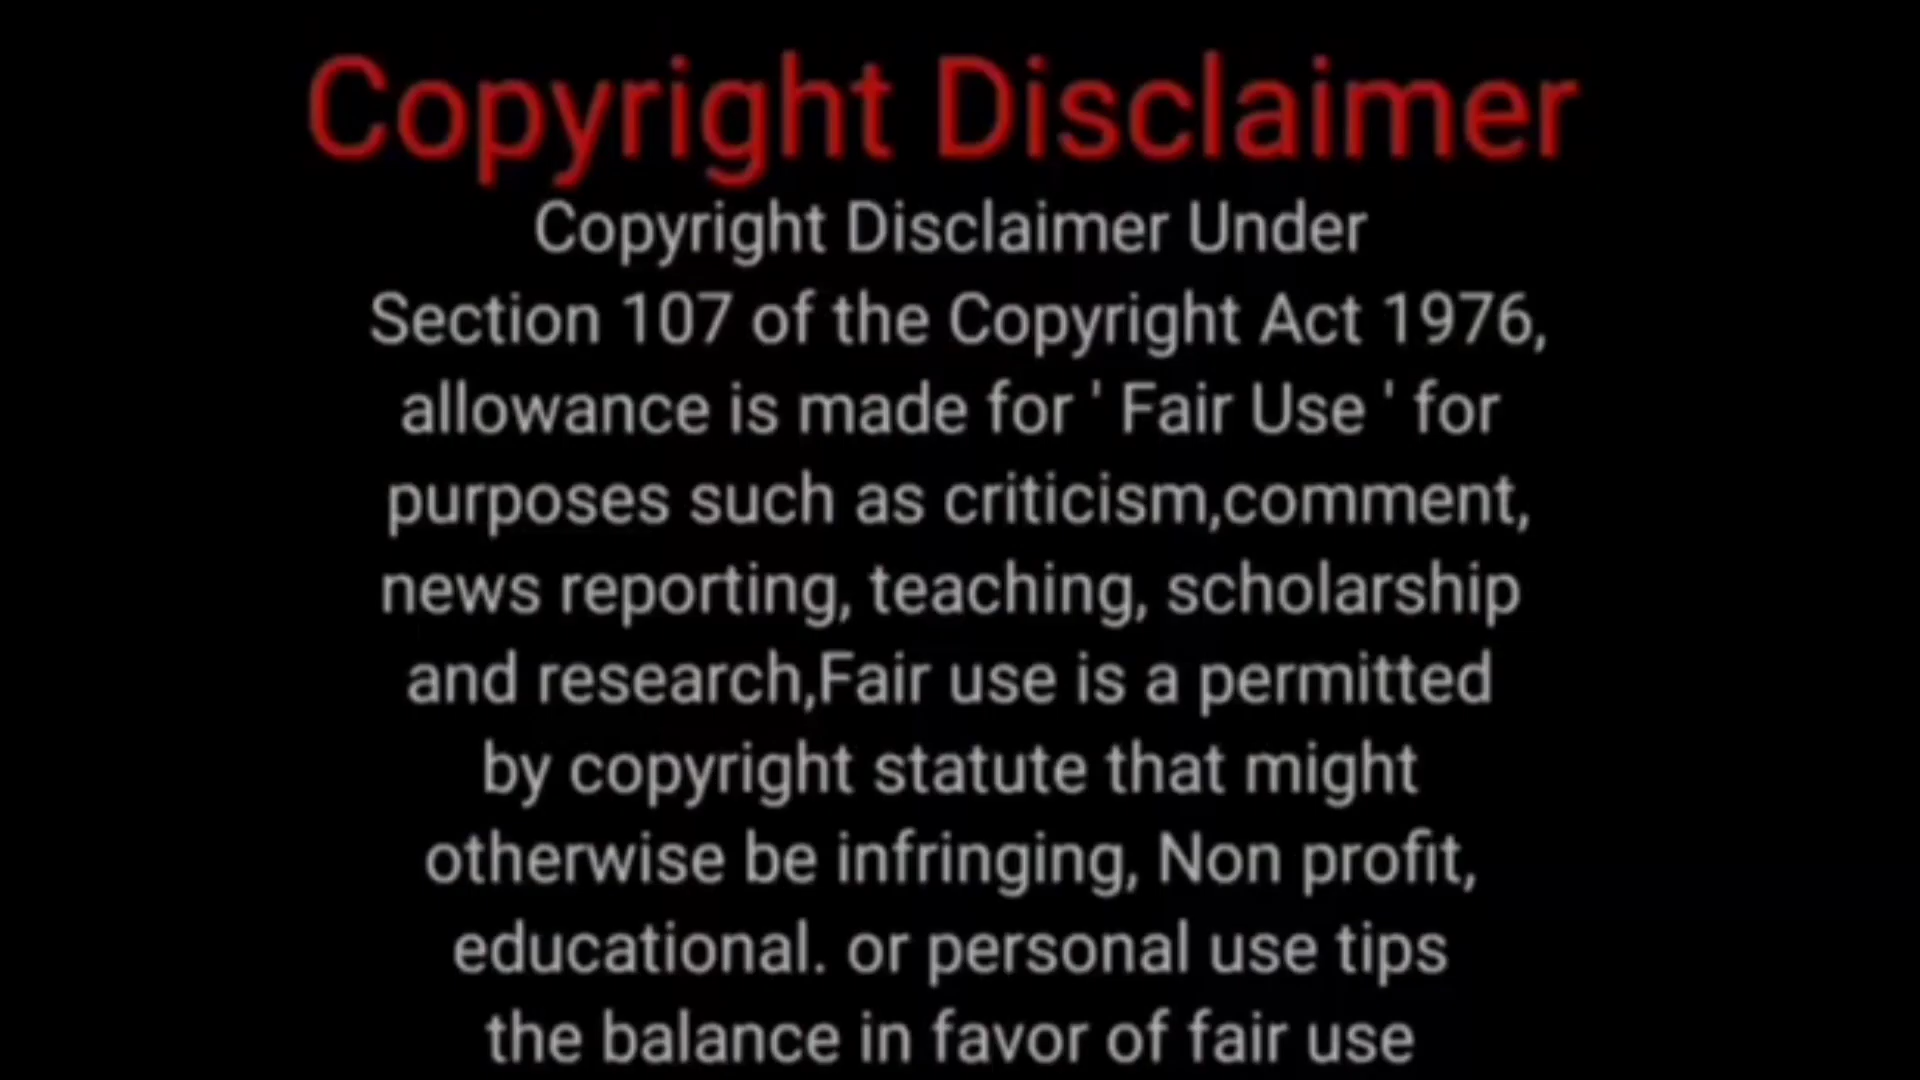 Copyright Disclaimer
Copyright Disclaimer Under
Section 107 of the Copyright Act 1976,
allowance is made for ' Fair Use ' for
purposes such as criticism,comment,
news reporting, teaching, scholarship
and research,Fair use is a permitted
by copyright statute that might
otherwise be infringing, Non profit,
educational. or personal use tips
the balance in favor of fair use